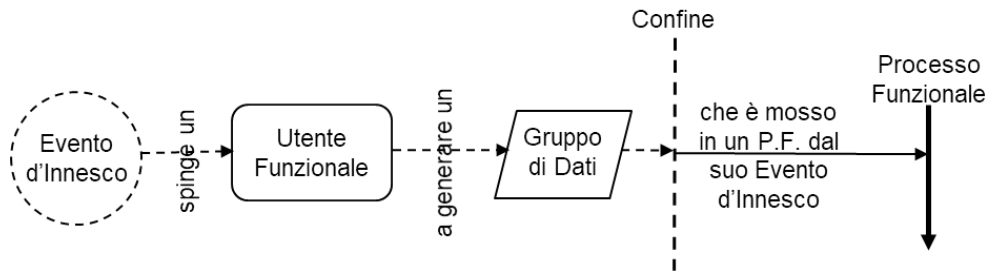 Confine
Evento
d'Innesco
spinge un
Utente
Funzionale
a generare un
Gruppo
di Dati
che è mosso
in un P.F. dal
suo Evento
d'Innesco
Processo
Funzionale